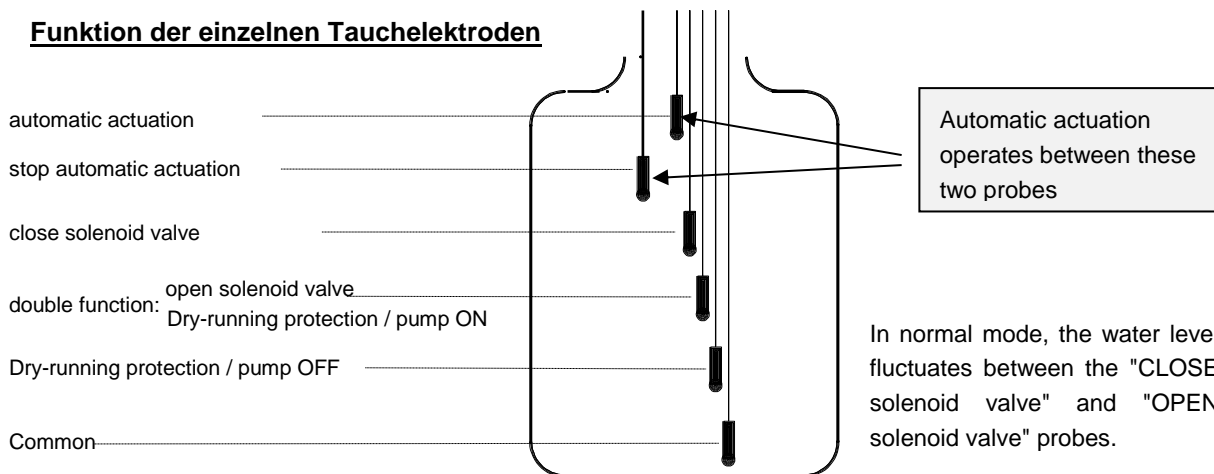 Funktion der einzelnen Tauchelektroden
automatic actuation
stop automatic actuation
close solenoid valve
double function: open solenoid valve
Dry-running protection / pump ON
Dry-running protection / pump OFF
Common
Automatic actuation
operates between these
two probes
In normal mode, the water leve
fluctuates between the "CLOSE
solenoid valve" and "OPEN
solenoid valve" probes.